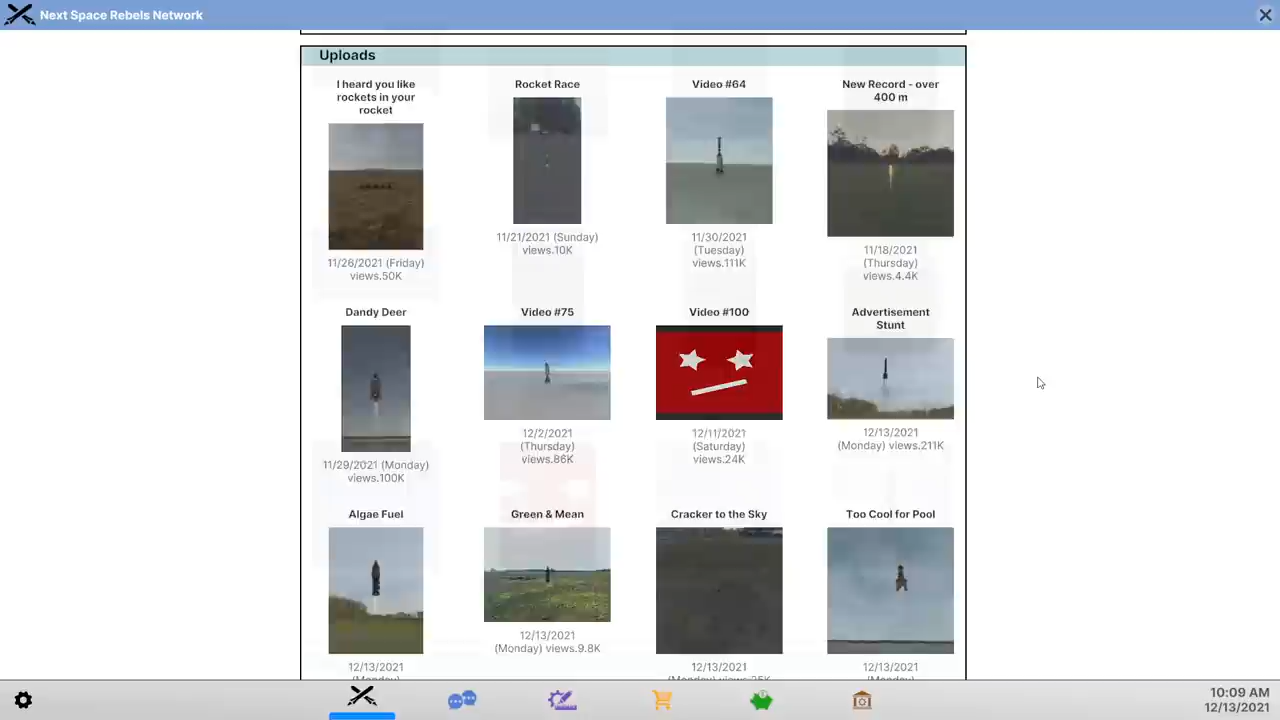 Next Space Rebels Network
Uploads
I heard you like
rockets in your
rocket
11/26/2021 (Friday)
views.50K
Rocket Race
11/21/2021 (Sunday)
views.10K
Video #64
11/30/2021
(Tuesday)
views.111K
New Record - over
400 m
11/18/2021
(Thursday)
views.4.4K
Dandy Deer
11/29/2021 (Monday)
views.100K
Video #75
12/2/2021
(Thursday)
views.86K
Video #100
12/11/2021
(Saturday)
views.24K
Advertisement
Stunt
12/13/2021
(Monday) views.211K
Algae Fuel
12/13/2021
(Monday)
Green & Mean
12/13/2021
(Monday) views.9.8K
Cracker to the Sky
12/13/2021
(Monday) views.25K
Too Cool for Pool
12/13/2021
(Monday)
10:09 AM
12/13/2021